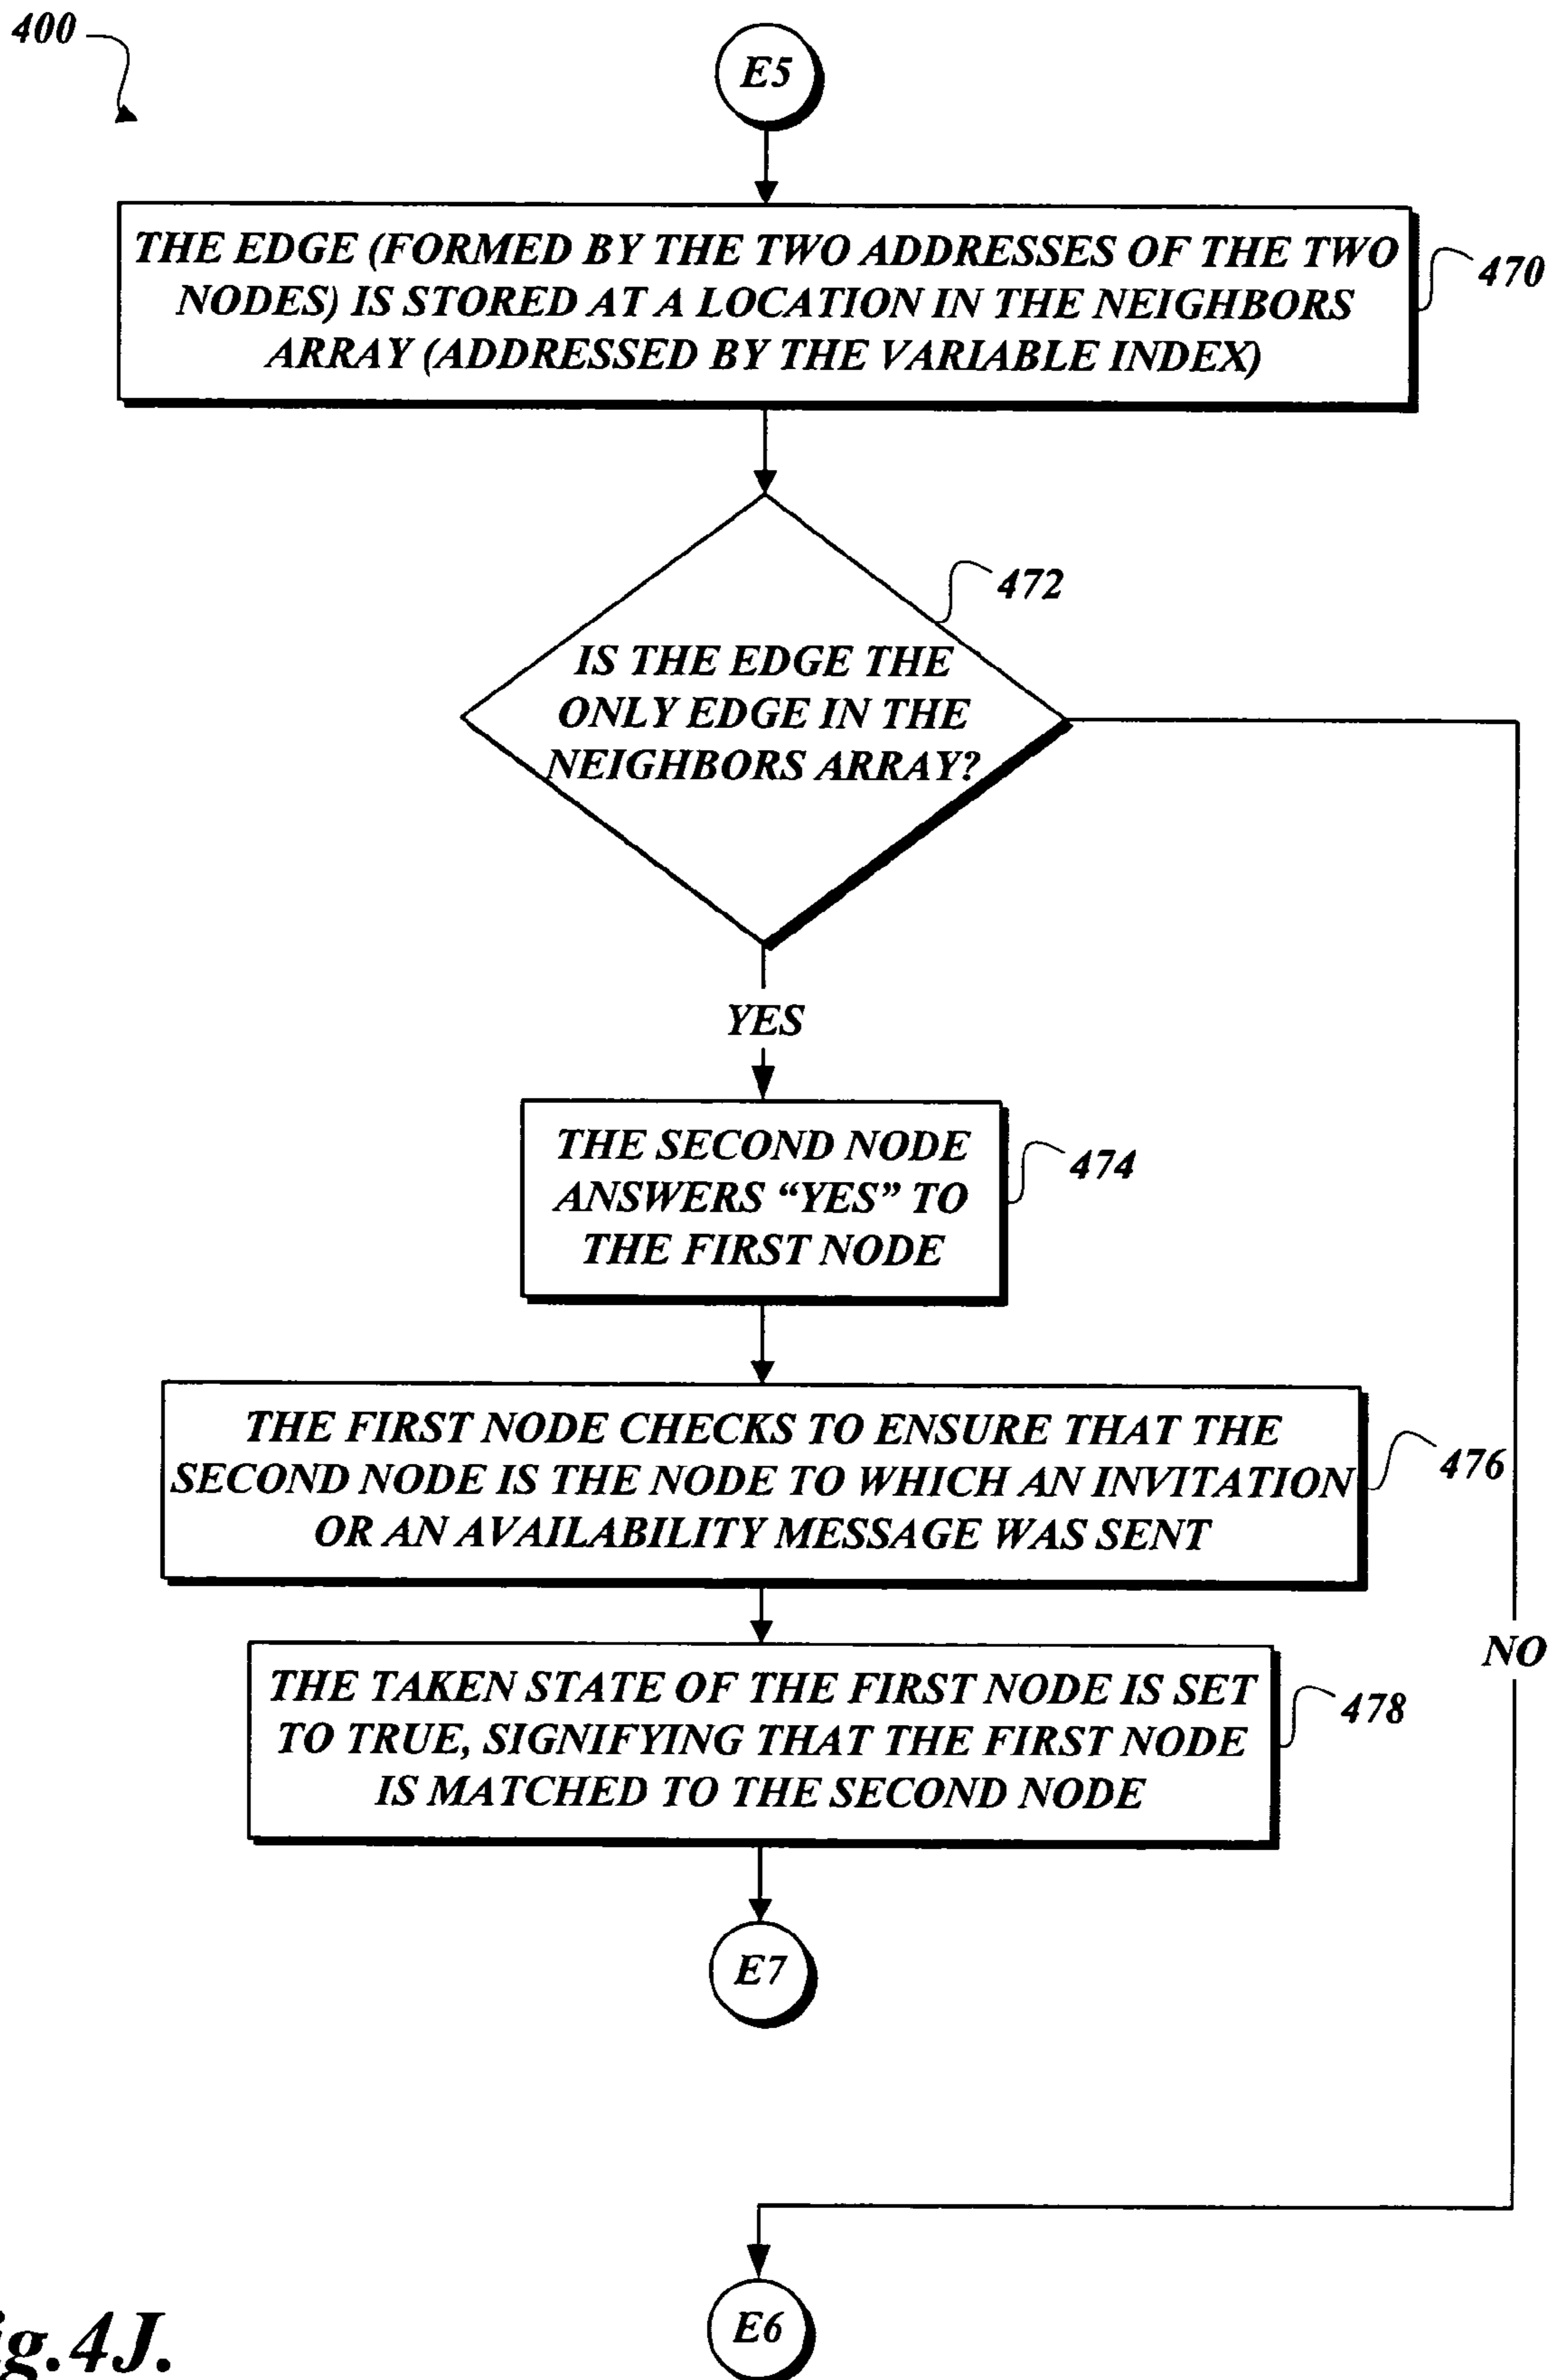 400
E5
THE EDGE (FORMED BY THE TWO ADDRESSES OF THE TWO
NODES) IS STORED AT A LOCATION IN THE NEIGHBORS
ARRAY (ADDRESSED BY THE VARIABLE INDEX)
470
472
IS THE EDGE THE
ONLY EDGE IN THE
NEIGHBORS ARRAY?
YES
THE SECOND NODE
ANSWERS “YES” TO
THE FIRST NODE
474
THE FIRST NODE CHECKS TO ENSURE THAT THE
SECOND NODE IS THE NODE TO WHICH AN INVITATION
OR AN AVAILABILITY MESSAGE WAS SENT
476
NO
THE TAKEN STATE OF THE FIRST NODE IS SET
TO TRUE, SIGNIFYING THAT THE FIRST NODE
IS MATCHED TO THE SECOND NODE
478
E7
E6
ig.4J.